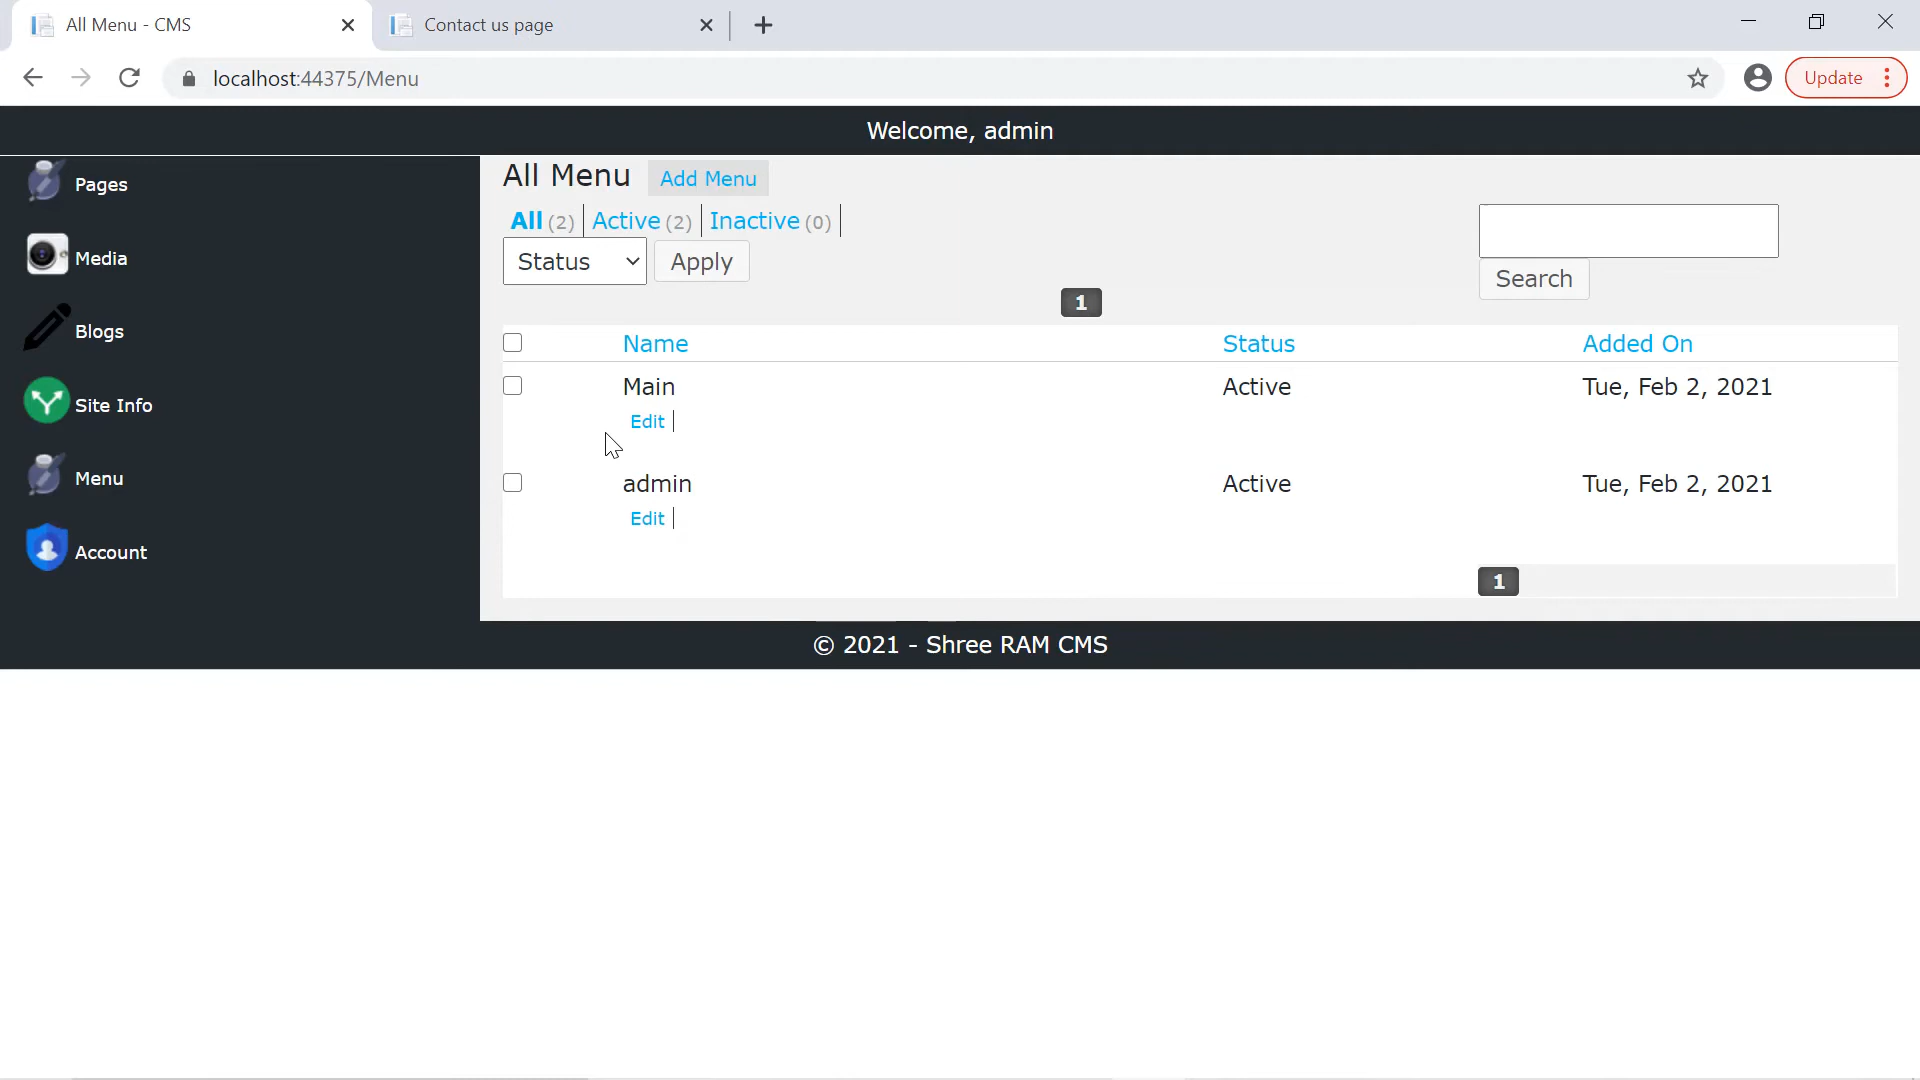 All Menu - CMS
Contact us page
localhost:44375/Menu
Update
Welcome, admin
Pages
Media
Blogs
Site Info
Menu
Account
All Menu Add Menu
All (2) Active (2) Inactive (0)
Status Apply
Search
1
Name Status Added On
Main Active Tue, Feb 2, 2021
Edit
admin Active Tue, Feb 2, 2021
Edit
1
© 2021 - Shree RAM CMS